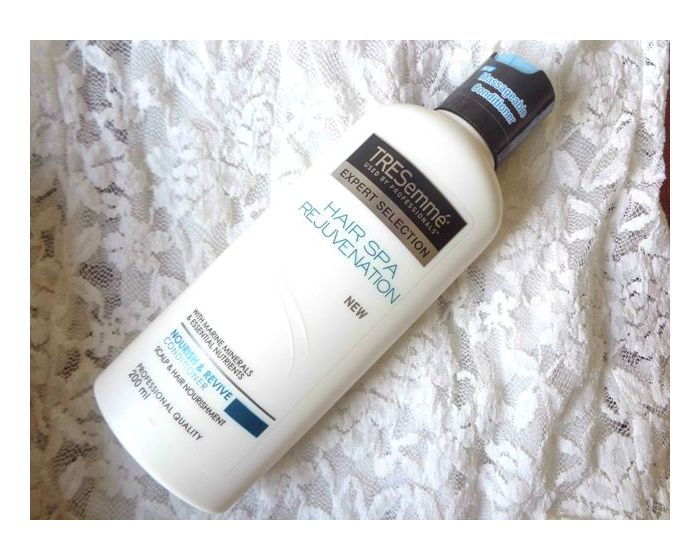 Massageable
Conditioner
TRESemmé
USED BY PROFESSIONALS™
EXPERT SELECTION
HAIR SPA
REJUVENATION
NEW
WITH MARINE MINERALS
& ESSENTIAL NUTRIENTS
NOURISH & REVIVE
CONDITIONER
SCALP & HAIR NOURISHMENT
PROFESSIONAL QUALITY
200 ml